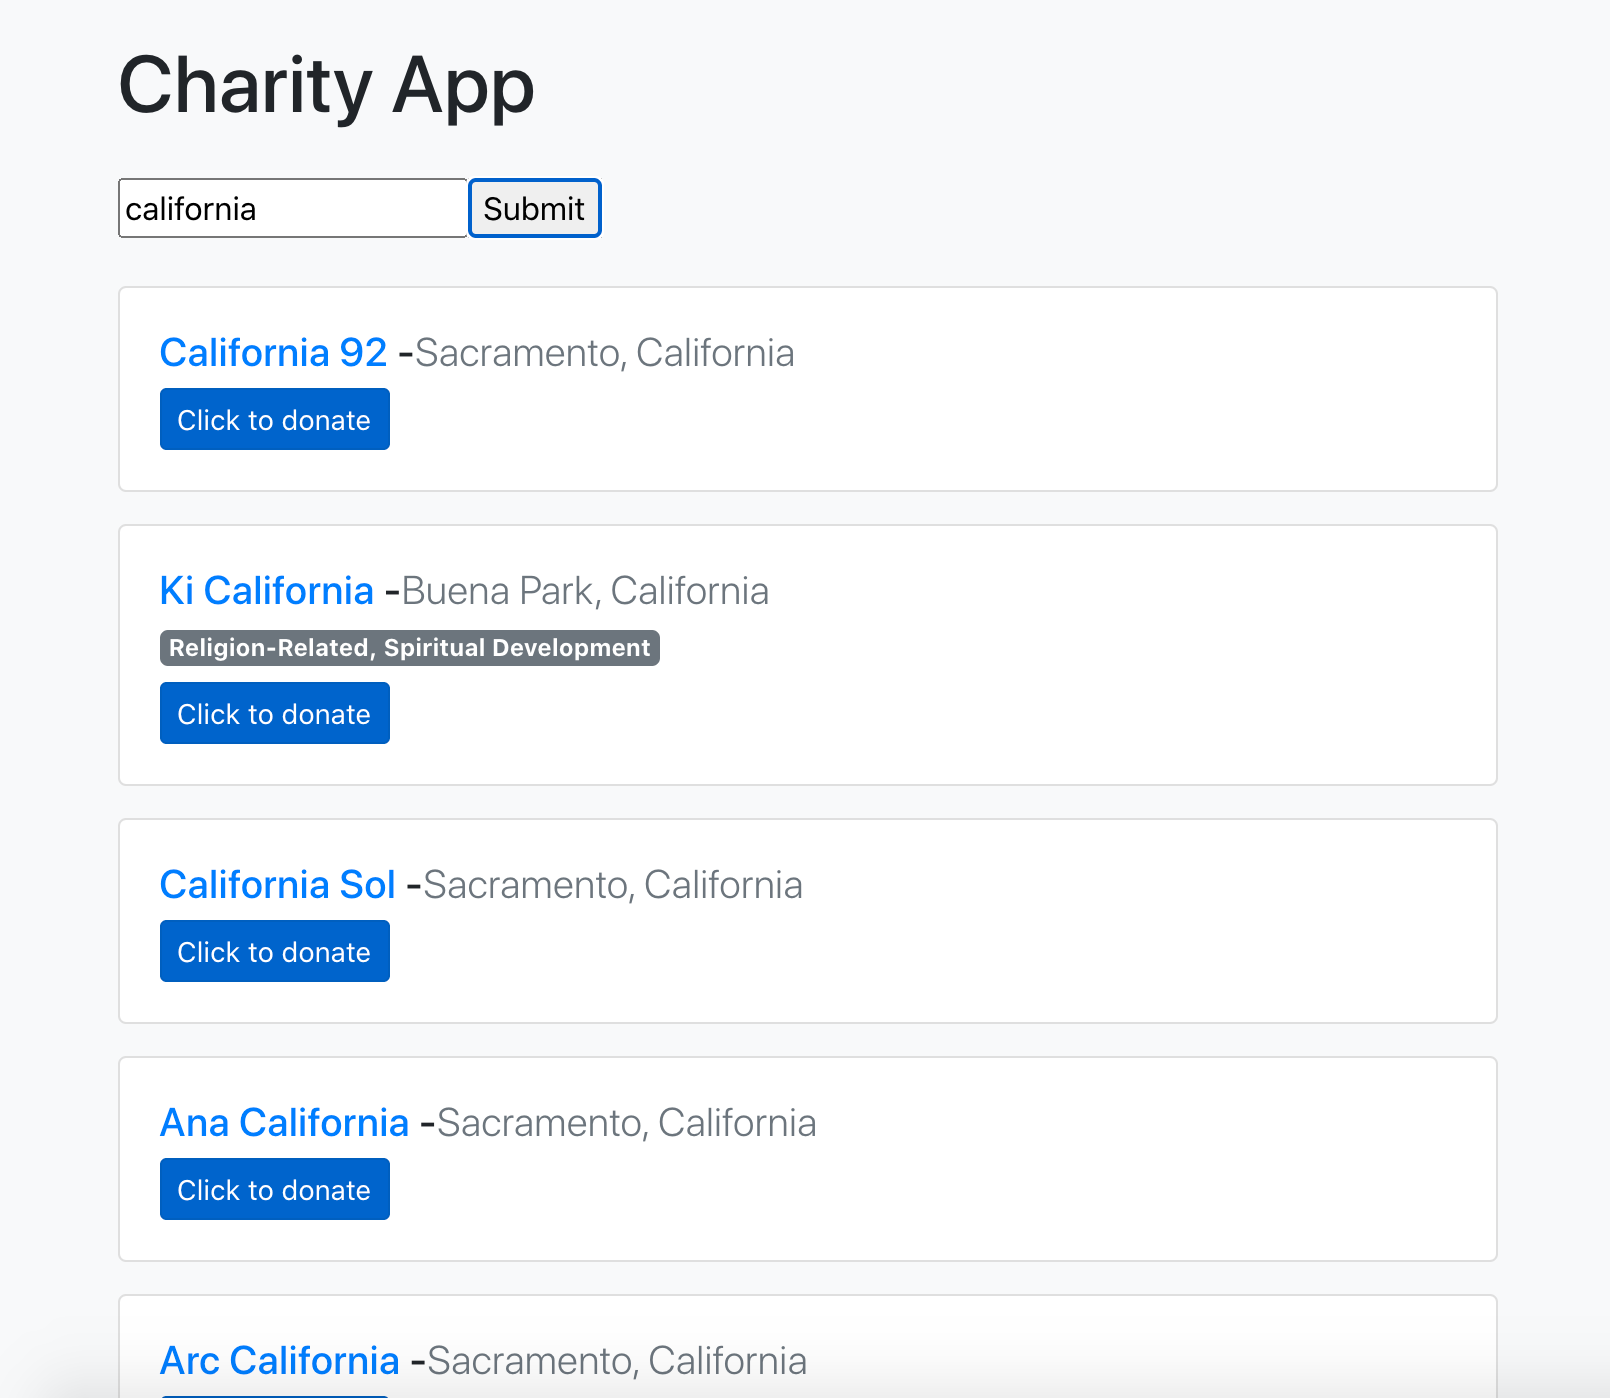 Charity App
california Submit
California 92 -Sacramento, California
Click to donate
Ki California -Buena Park, California
Religion-Related, Spiritual Development
Click to donate
California Sol -Sacramento, California
Click to donate
Ana California -Sacramento, California
Click to donate
Arc California -Sacramento, California